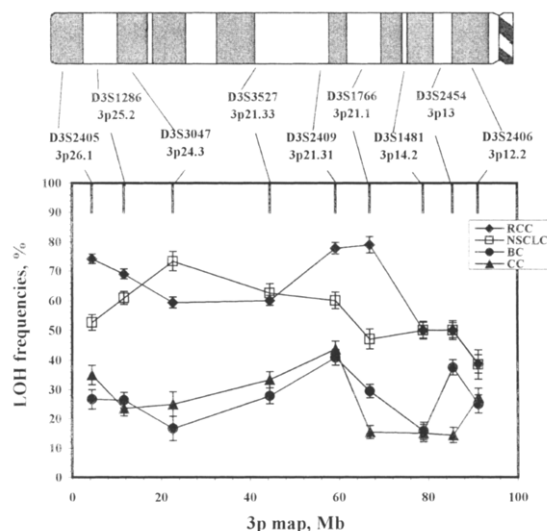 D3S1286
3p25.2
D3S3527
3p21.33
D3S1766
3p21.1
D3S2454
3p13
D3S2405
3p26.1
D3S3047
3p24.3
D3S2409
3p21.31
D3S1481
3p14.2
D3S2406
3p12.2
100
90
80
70
60
50
40
30
20
10
0
LOH frequencies, %
RCC
NSCLC
BC
CC
0 20 40 60 80 100
3p map, Mb